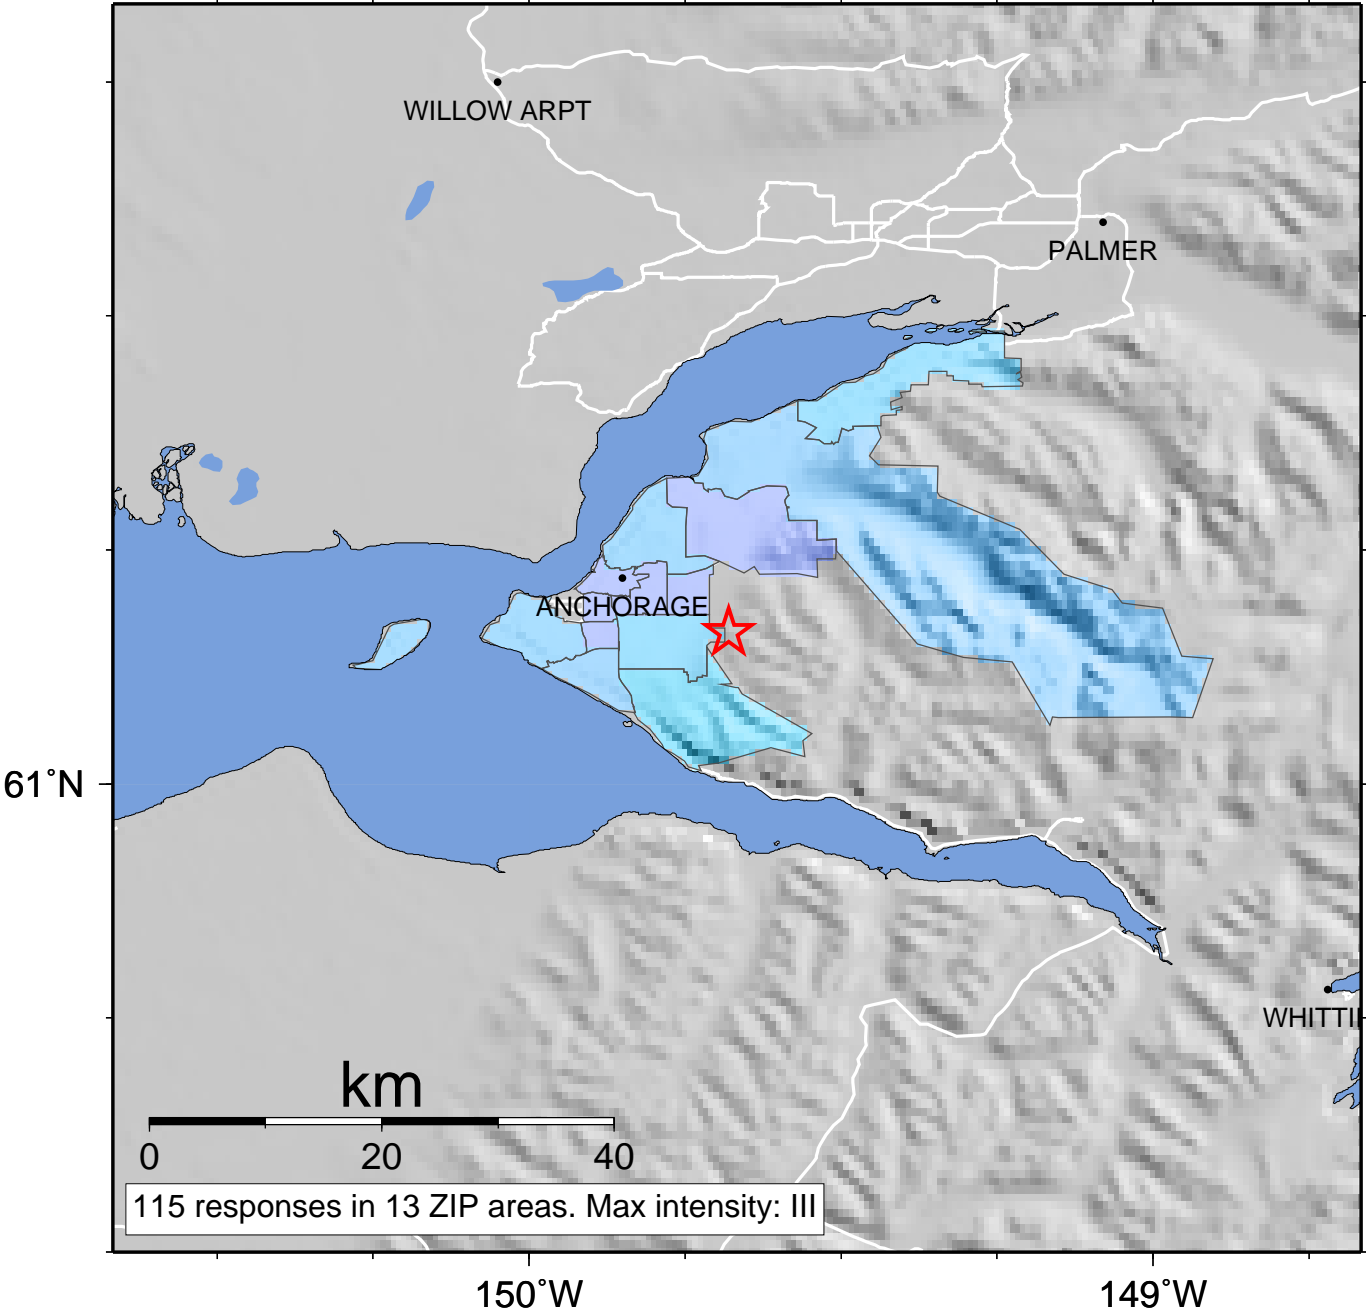 WILLOW ARPT
PALMER
ANCHORAGE
61°N
WHITTI
km
0 20 40
115 responses in 13 ZIP areas. Max intensity: III
150°W 149°W